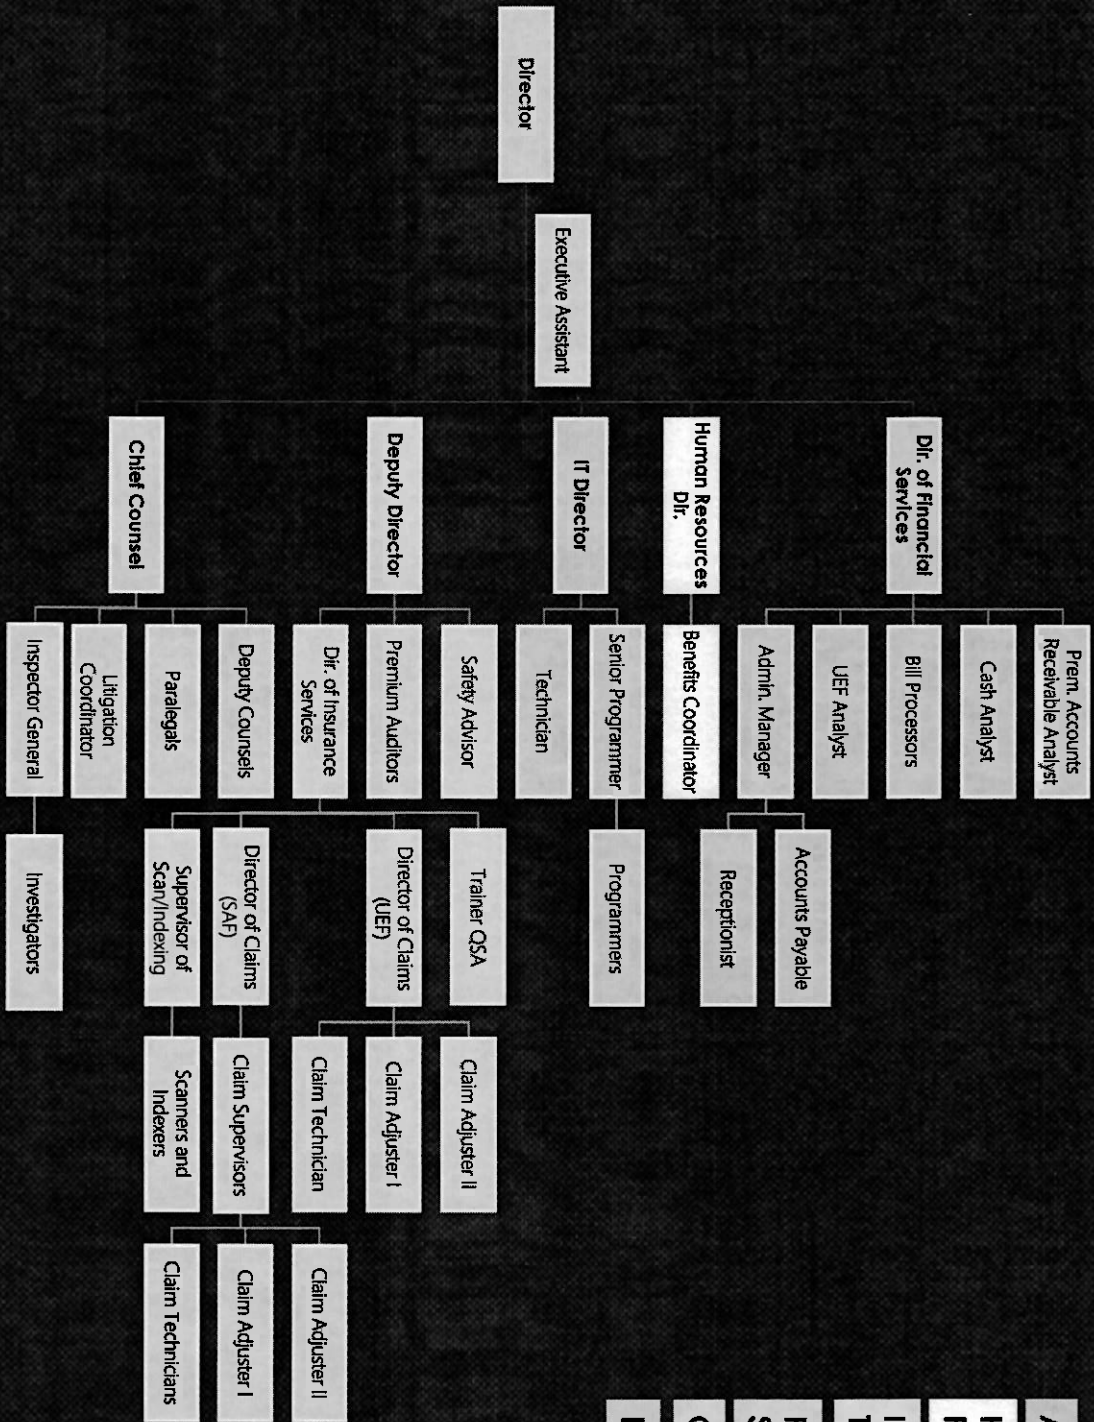 Director
Executive Assistant
Dir. of Financial
Services
Human Resources
Dir.
IT Director
Deputy Director
Chief Counsel
Prem. Accounts
Receivable Analyst
Cash Analyst
Bill Processors
UEF Analyst
Admin. Manager
Benefits Coordinator
Senior Programmer
Technician
Safety Advisor
Premium Auditors
Dir. of Insurance
Services
Deputy Counsels
Paralegals
Litigation
Coordinator
Inspector General
Accounts Payable
Receptionist
Programmers
Trainer QSA
Director of Claims
(UEF)
Director of Claims
(SAF)
Supervisor of
Scan/Indexing
Investigators
Claim Adjuster II
Claim Adjuster I
Claim Technician
Claim Supervisors
Scanners and
Indexers
Claim Adjuster II
Claim Adjuster I
Claim Technicians